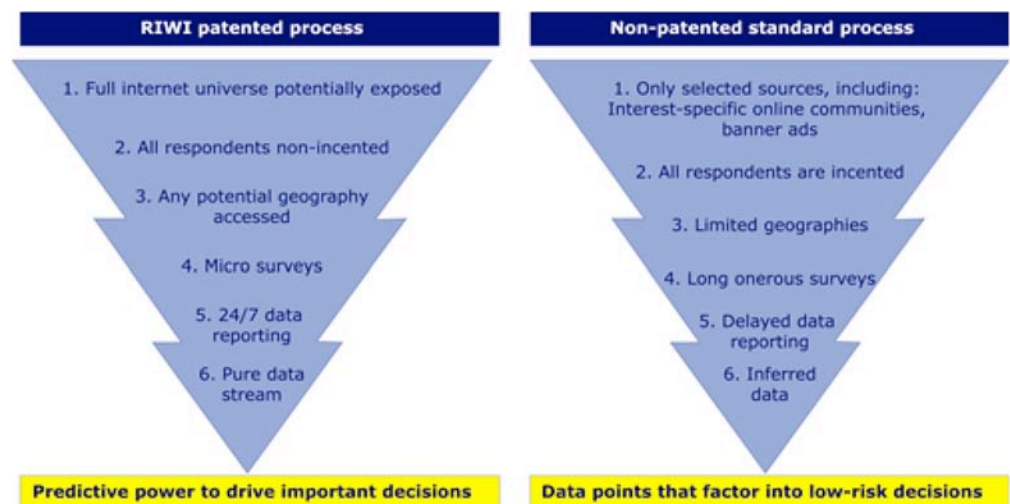 RIWI patented process
1. Full internet universe potentially exposed
2. All respondents non-incented
3. Any potential geography
accessed
4. Micro surveys
5. 24/7 data
reporting
6. Pure data
stream
Predictive power to drive important decisions
Non-patented standard process
1. Only selected sources, including:
Interest-specific online communities,
banner ads
2. All respondents are incented
3. Limited geographies
4. Long onerous surveys
5. Delayed data
reporting
6. Inferred
data
Data points that factor into low-risk decisions